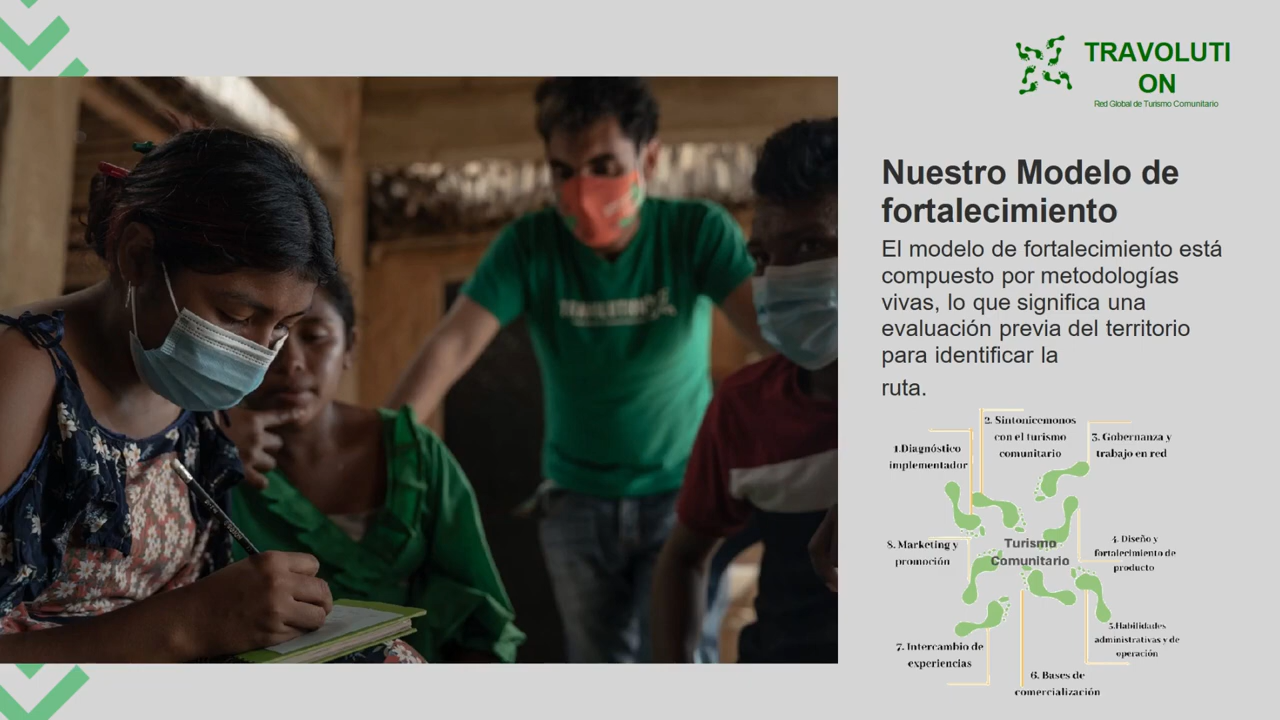 TRAVOLUTI
ON
Red Global de Turismo Comunitario
Nuestro Modelo de
fortalecimiento
El modelo de fortalecimiento está
compuesto por metodologías
vivas, lo que significa una
evaluación previa del territorio
para identificar la
ruta.
1.Diagnóstico
implementador
2. Sintonicemonos
con el turismo
comunitario
3. Gobernanza y
trabajo en red
4. Diseño y
fortalecimiento de
producto
5.Habilidades
administrativas y de
operación
6. Bases de
comercialización
7. Intercambio de
experiencias
8. Marketing y
promoción
Turismo
Comunitario